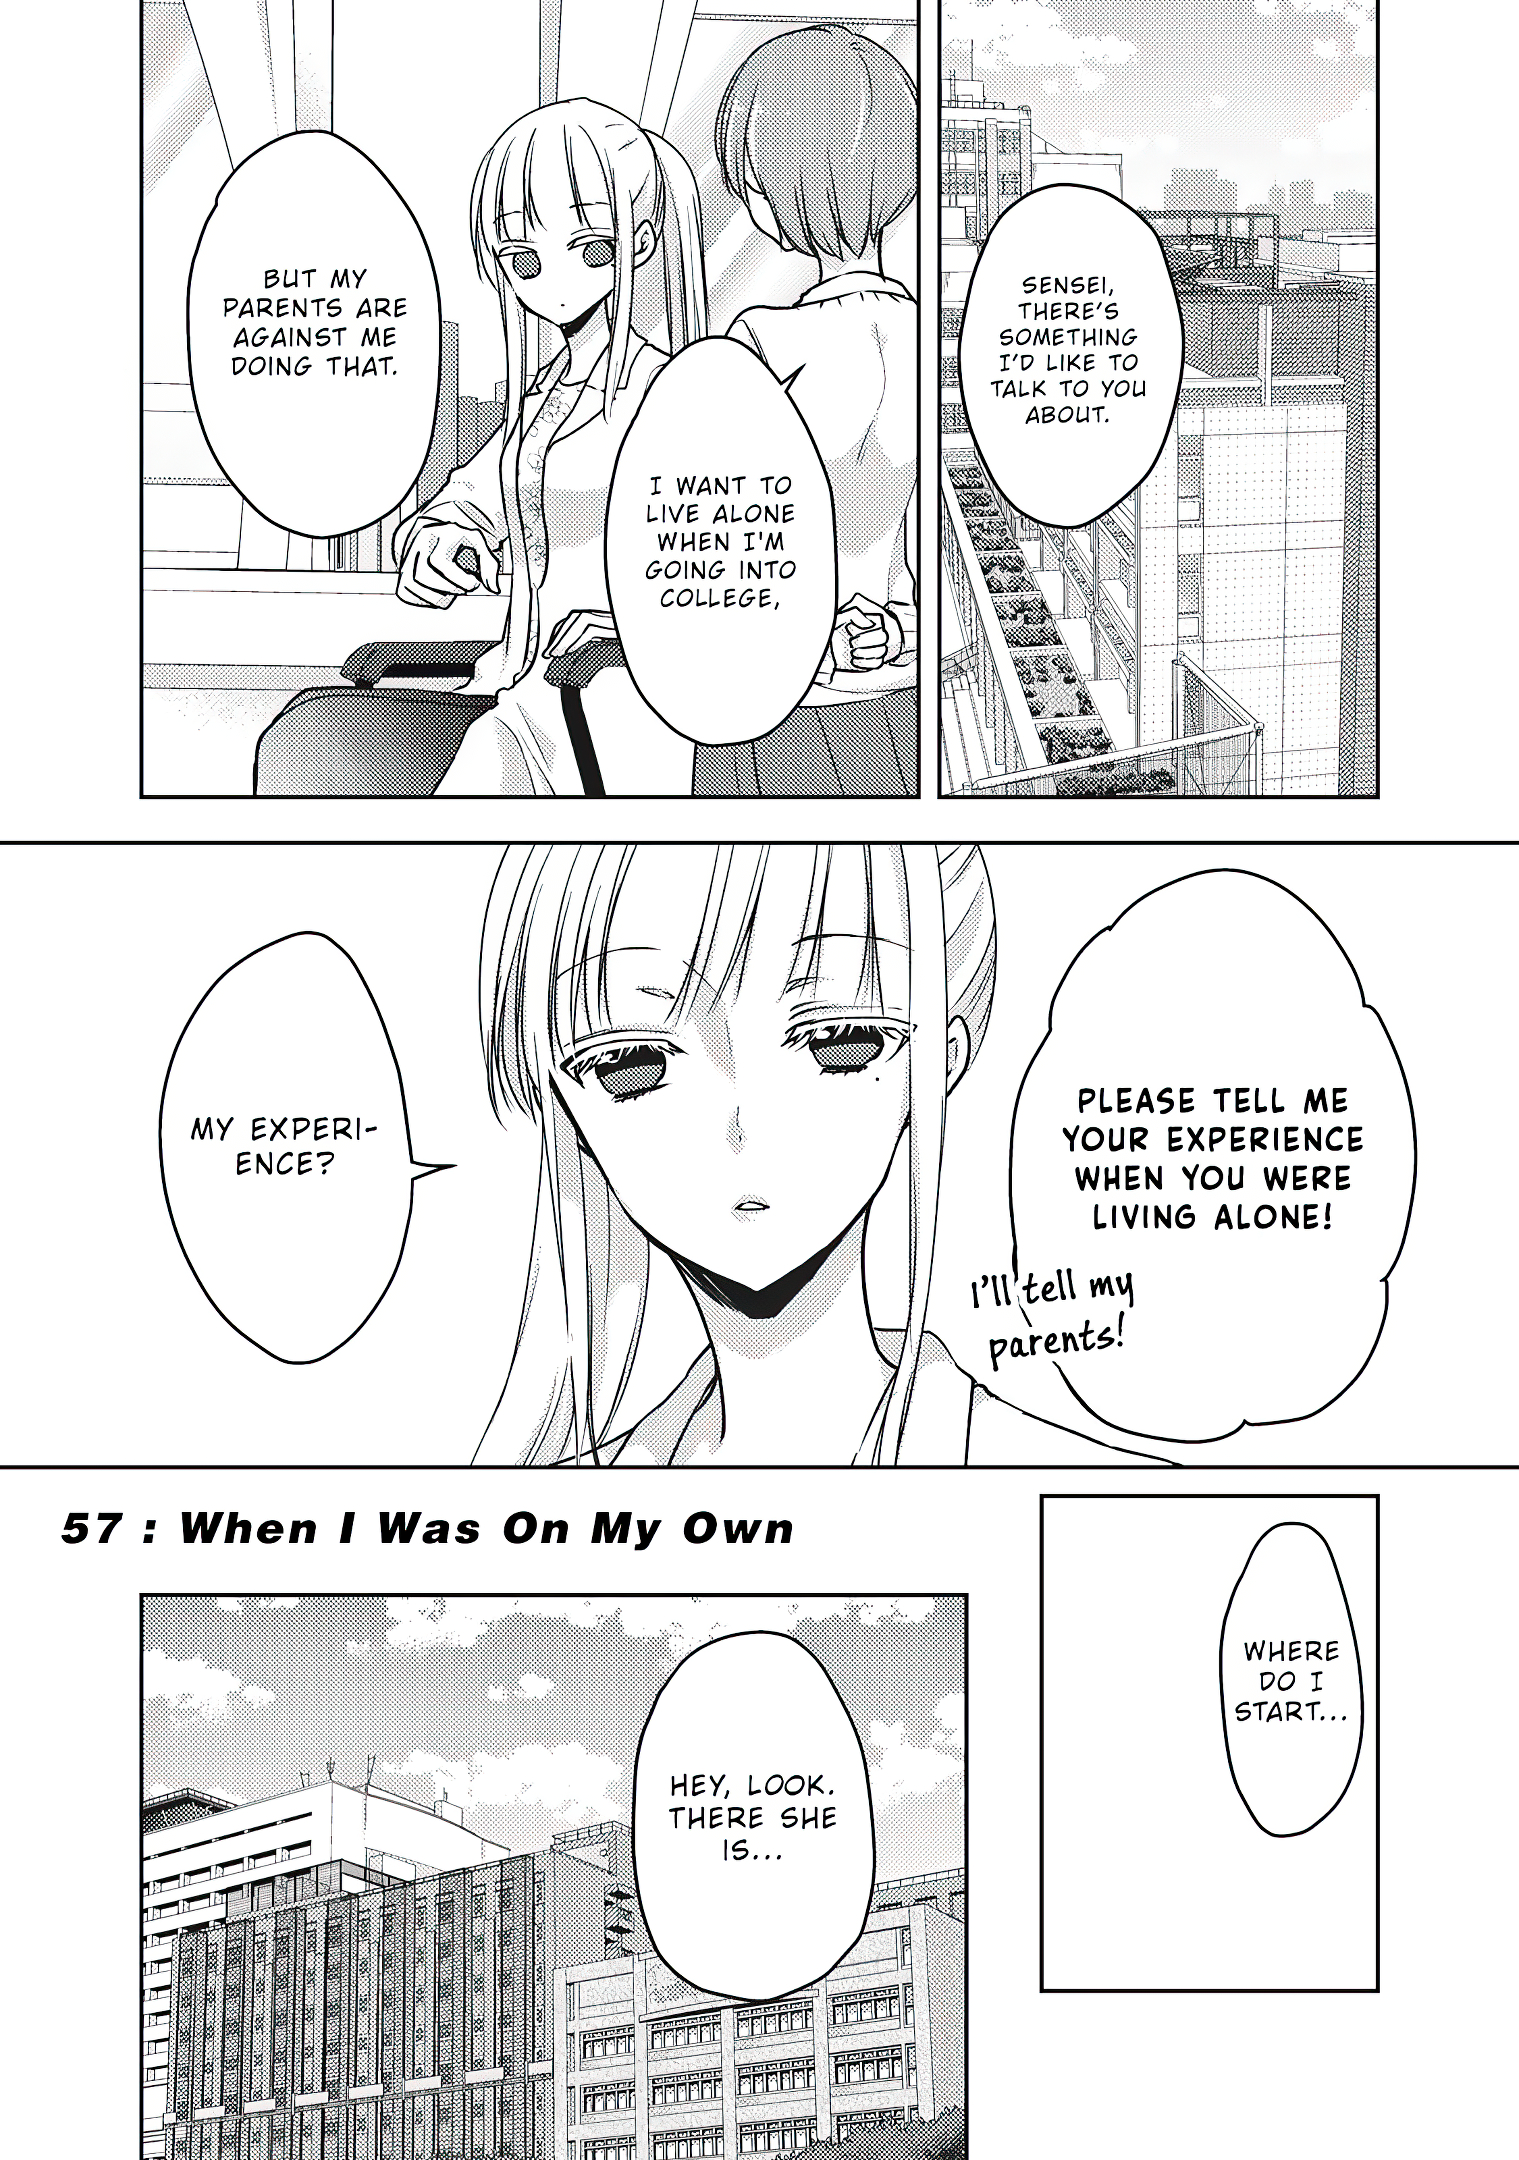 SENSEI,
THERE'S
SOMETHING
I'D LIKE TO
TALK TO YOU
ABOUT.
I WANT TO
LIVE ALONE
WHEN I'M
GOING INTO
COLLEGE,
BUT MY
PARENTS ARE
AGAINST ME
DOING THAT.
PLEASE TELL ME
YOUR EXPERIENCE
WHEN YOU WERE
LIVING ALONE!
I'll tell my
parents!
MY EXPERI-
ENCE?
57 : When I Was On My Own
WHERE
DO I
START...
HEY, LOOK.
THERE SHE
IS...